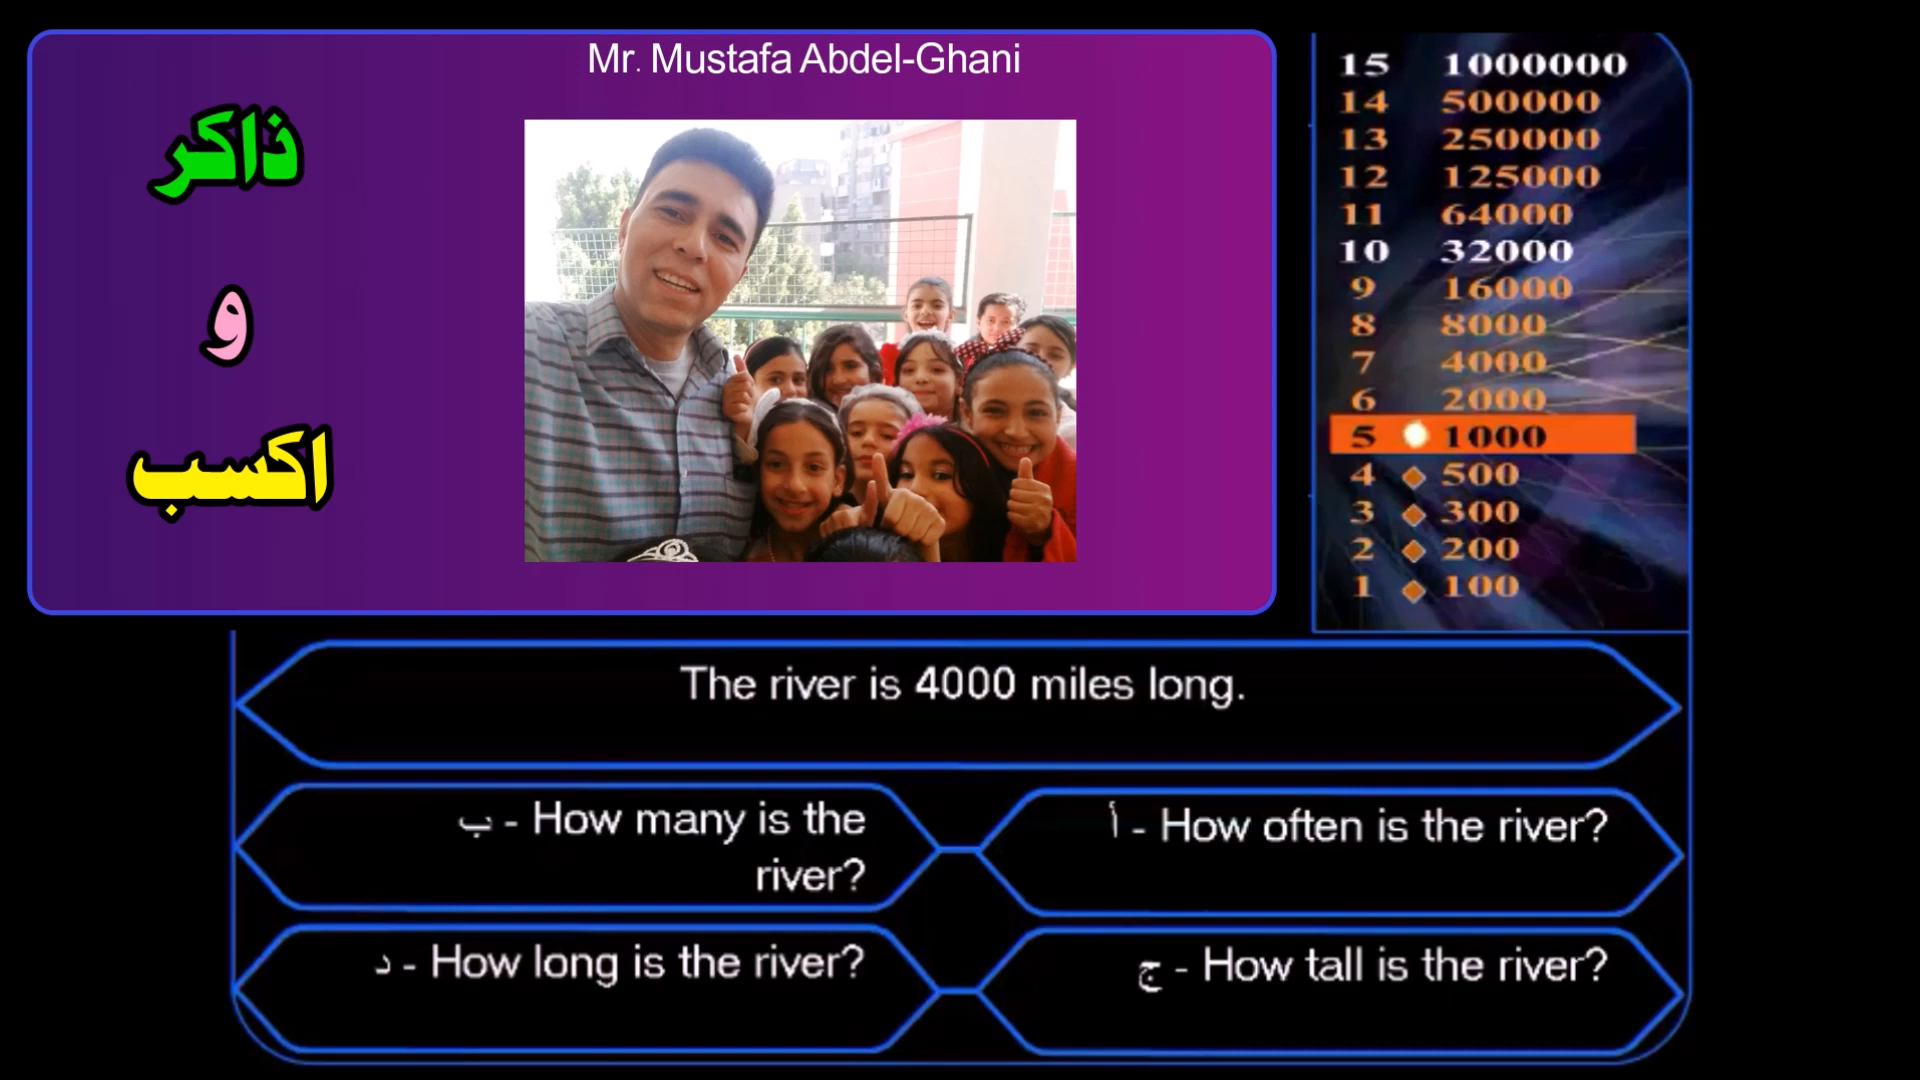 Mr. Mustafa Abdel-Ghani
ذاكر
و
اكسب
15 1000000
14 500000
13 250000
12 125000
11 64000
10 32000
9 16000
8 8000
7 4000
6 2000
5 1000
4 500
3 300
2 200
1 100
The river is 4000 miles long.
أ - How often is the river?
ب - How many is the
river?
ج - How tall is the river?
د - How long is the river?